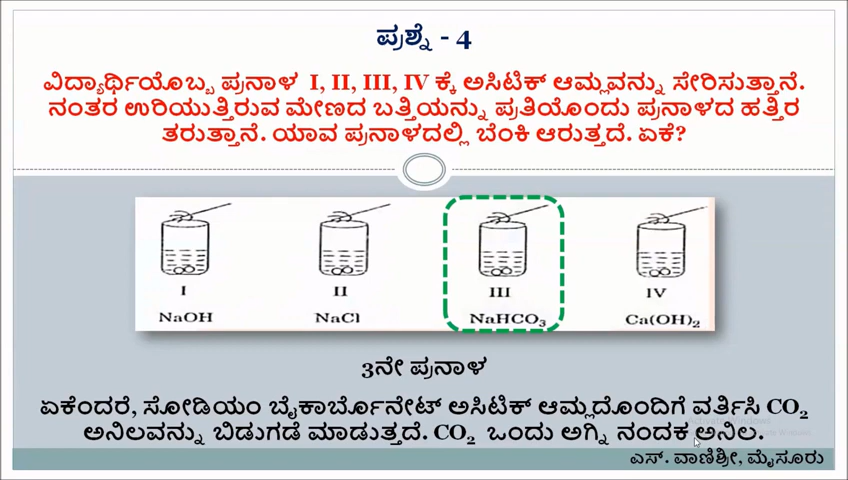 ಪ್ರಶ್ನೆ - 4
ವಿದ್ಯಾರ್ಥಿಯೊಬ್ಬ ಪ್ರನಾಳ I, II, III, IV ಕ್ಕೆ ಅಸಿಟಿಕ್ ಆಮ್ಲವನ್ನು ಸೇರಿಸುತ್ತಾನೆ.
ನಂತರ ಉರಿಯುತ್ತಿರುವ ಮೇಣದ ಬತ್ತಿಯನ್ನು ಪ್ರತಿಯೊಂದು ಪ್ರನಾಳದ ಹತ್ತಿರ
ತರುತ್ತಾನೆ. ಯಾವ ಪ್ರನಾಳದಲ್ಲಿ ಬೆಂಕಿ ಆರುತ್ತದೆ. ಏಕೆ?
I II III IV
NaOH NaCl NaHCO₃ Ca(OH)₂
3ನೇ ಪ್ರನಾಳ
ಏಕೆಂದರೆ, ಸೋಡಿಯಂ ಬೈಕಾರ್ಬೊನೇಟ್ ಅಸಿಟಿಕ್ ಆಮ್ಲದೊಂದಿಗೆ ವರ್ತಿಸಿ CO₂
ಅನಿಲವನ್ನು ಬಿಡುಗಡೆ ಮಾಡುತ್ತದೆ. CO₂ ಒಂದು ಅಗ್ನಿ ನಂದಕ ಅನಿಲ.
ಎಸ್. ವಾಣಿಶ್ರೀ, ಮೈಸೂರು